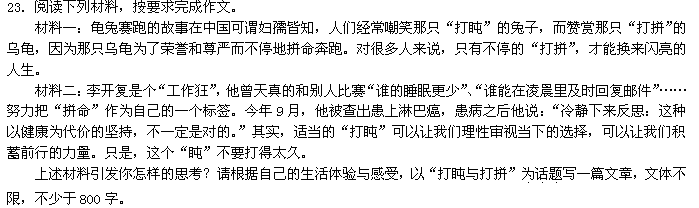 23. 阅读下列材料，按要求完成作文。
材料一：龟兔赛跑的故事在中国可谓妇孺皆知，人们经常嘲笑那只“打盹”的兔子，而赞赏那只“打拼”的
乌龟，因为那只乌龟为了荣誉和尊严而不停地拼命奔跑。对很多人来说，只有不停的“打拼”，才能换来闪亮的
人生。
材料二：李开复是个“工作狂”，他曾天真的和别人比赛“谁的睡眠更少”、“谁能在凌晨里及时回复邮件”……
努力把“拼命”作为自己的一个标签。今年 9 月，他被查出患上淋巴癌，患病之后他说：“冷静下来反思：这种
以健康为代价的坚持，不一定是对的。”其实，适当的“打盹”可以让我们理性审视当下的选择，可以让我们积
蓄前行的力量。只是，这个“盹”不要打得太久。
上述材料引发你怎样的思考？请根据自己的生活体验与感受，以“打盹与打拼”为话题写一篇文章，文体不
限，不少于 800 字。